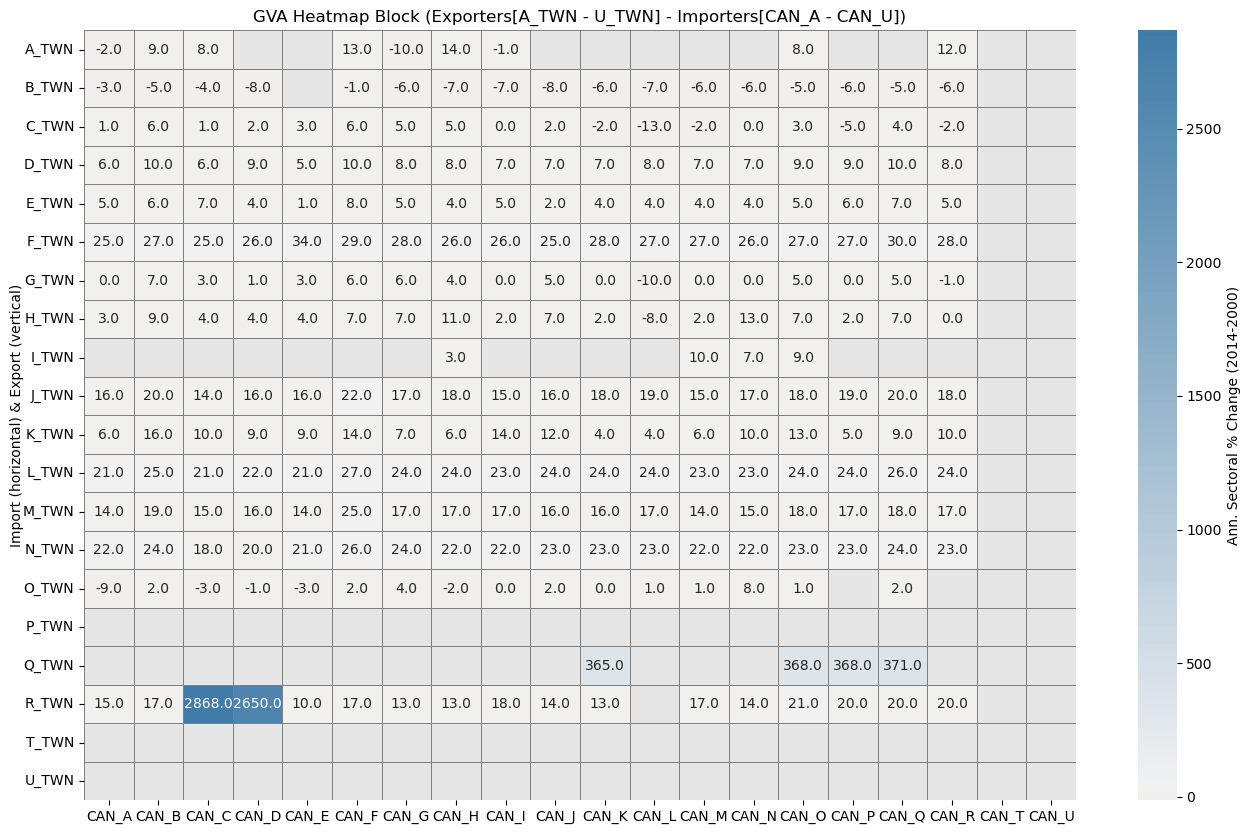 GVA Heatmap Block (Exporters[A_TWN - U_TWN] - Importers[CAN_A - CAN_U])
Import (horizontal) & Export (vertical)
A_TWN -2.0 9.0 8.0 13.0 -10.0 14.0 -1.0 8.0 12.0
B_TWN -3.0 -5.0 -4.0 -8.0 -1.0 -6.0 -7.0 -7.0 -8.0 -6.0 -7.0 -6.0 -6.0 -5.0 -6.0 -5.0 -6.0
C_TWN 1.0 6.0 1.0 2.0 3.0 6.0 5.0 5.0 0.0 2.0 -2.0 -13.0 -2.0 0.0 3.0 -5.0 4.0 -2.0
D_TWN 6.0 10.0 6.0 9.0 5.0 10.0 8.0 8.0 7.0 7.0 7.0 8.0 7.0 7.0 9.0 9.0 10.0 8.0
E_TWN 5.0 6.0 7.0 4.0 1.0 8.0 5.0 4.0 5.0 2.0 4.0 4.0 4.0 4.0 5.0 6.0 7.0 5.0
F_TWN 25.0 27.0 25.0 26.0 34.0 29.0 28.0 26.0 26.0 25.0 28.0 27.0 27.0 26.0 27.0 27.0 30.0 28.0
G_TWN 0.0 7.0 3.0 1.0 3.0 6.0 6.0 4.0 0.0 5.0 0.0 -10.0 0.0 0.0 5.0 0.0 5.0 -1.0
H_TWN 3.0 9.0 4.0 4.0 4.0 7.0 7.0 11.0 2.0 7.0 2.0 -8.0 2.0 13.0 7.0 2.0 7.0 0.0
I_TWN 3.0 10.0 7.0 9.0
J_TWN 16.0 20.0 14.0 16.0 16.0 22.0 17.0 18.0 15.0 16.0 18.0 19.0 15.0 17.0 18.0 19.0 20.0 18.0
K_TWN 6.0 16.0 10.0 9.0 9.0 14.0 7.0 6.0 14.0 12.0 4.0 4.0 6.0 10.0 13.0 5.0 9.0 10.0
L_TWN 21.0 25.0 21.0 22.0 21.0 27.0 24.0 24.0 23.0 24.0 24.0 24.0 23.0 23.0 24.0 24.0 26.0 24.0
M_TWN 14.0 19.0 15.0 16.0 14.0 25.0 17.0 17.0 17.0 16.0 16.0 17.0 14.0 15.0 18.0 17.0 18.0 17.0
N_TWN 22.0 24.0 18.0 20.0 21.0 26.0 24.0 22.0 22.0 23.0 23.0 23.0 22.0 22.0 23.0 23.0 24.0 23.0
O_TWN -9.0 2.0 -3.0 -1.0 -3.0 2.0 4.0 -2.0 0.0 2.0 0.0 1.0 1.0 8.0 1.0 2.0
P_TWN
Q_TWN 365.0 368.0 368.0 371.0
R_TWN 15.0 17.0 2868.0 2650.0 10.0 17.0 13.0 13.0 18.0 14.0 13.0 17.0 14.0 21.0 20.0 20.0 20.0
T_TWN
U_TWN
CAN_A CAN_B CAN_C CAN_D CAN_E CAN_F CAN_G CAN_H CAN_I CAN_J CAN_K CAN_L CAN_M CAN_N CAN_O CAN_P CAN_Q CAN_R CAN_T CAN_U
2500
2000
1500
1000
500
0
Ann. Sectoral % Change (2014-2000)